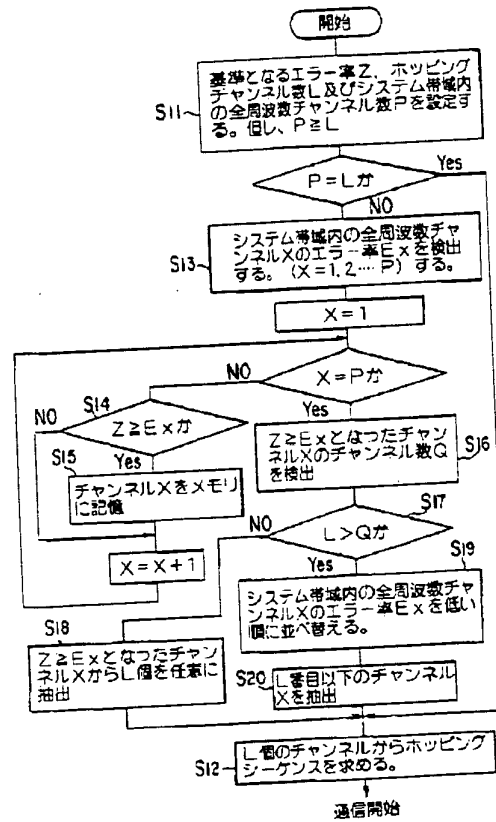 開始
基準となるエラー率Z、ホッピング
チャンネル数L及びシステム帯域内
の全周波数チャンネル数Pを設定す
る。但し、P≧L
S11
Yes
P=Lか
NO
システム帯域内の全周波数チャ
ンネルXのエラー率Exを検出
する。(X=1,2…P)する。
S13
X=1
NO
X=Pか
S14
NO
Z≧Exか
Yes
Yes
S15
チャンネルXをメモリ
に記憶
Z≧Exとなったチャン
ネルXのチャンネル数Q
を検出
S16
S17
NO
L>Qか
X=X+1
Yes
S19
システム帯域内の全周波数チャ
ンネルXのエラー率Exを低い
順に並べ替える。
S18
Z≧Exとなったチャン
ネルXからL個を任意に
抽出
S20
L番目以下のチャンネル
Xを抽出
L個のチャンネルからホッピング
シーケンスを求める。
S12
通信開始